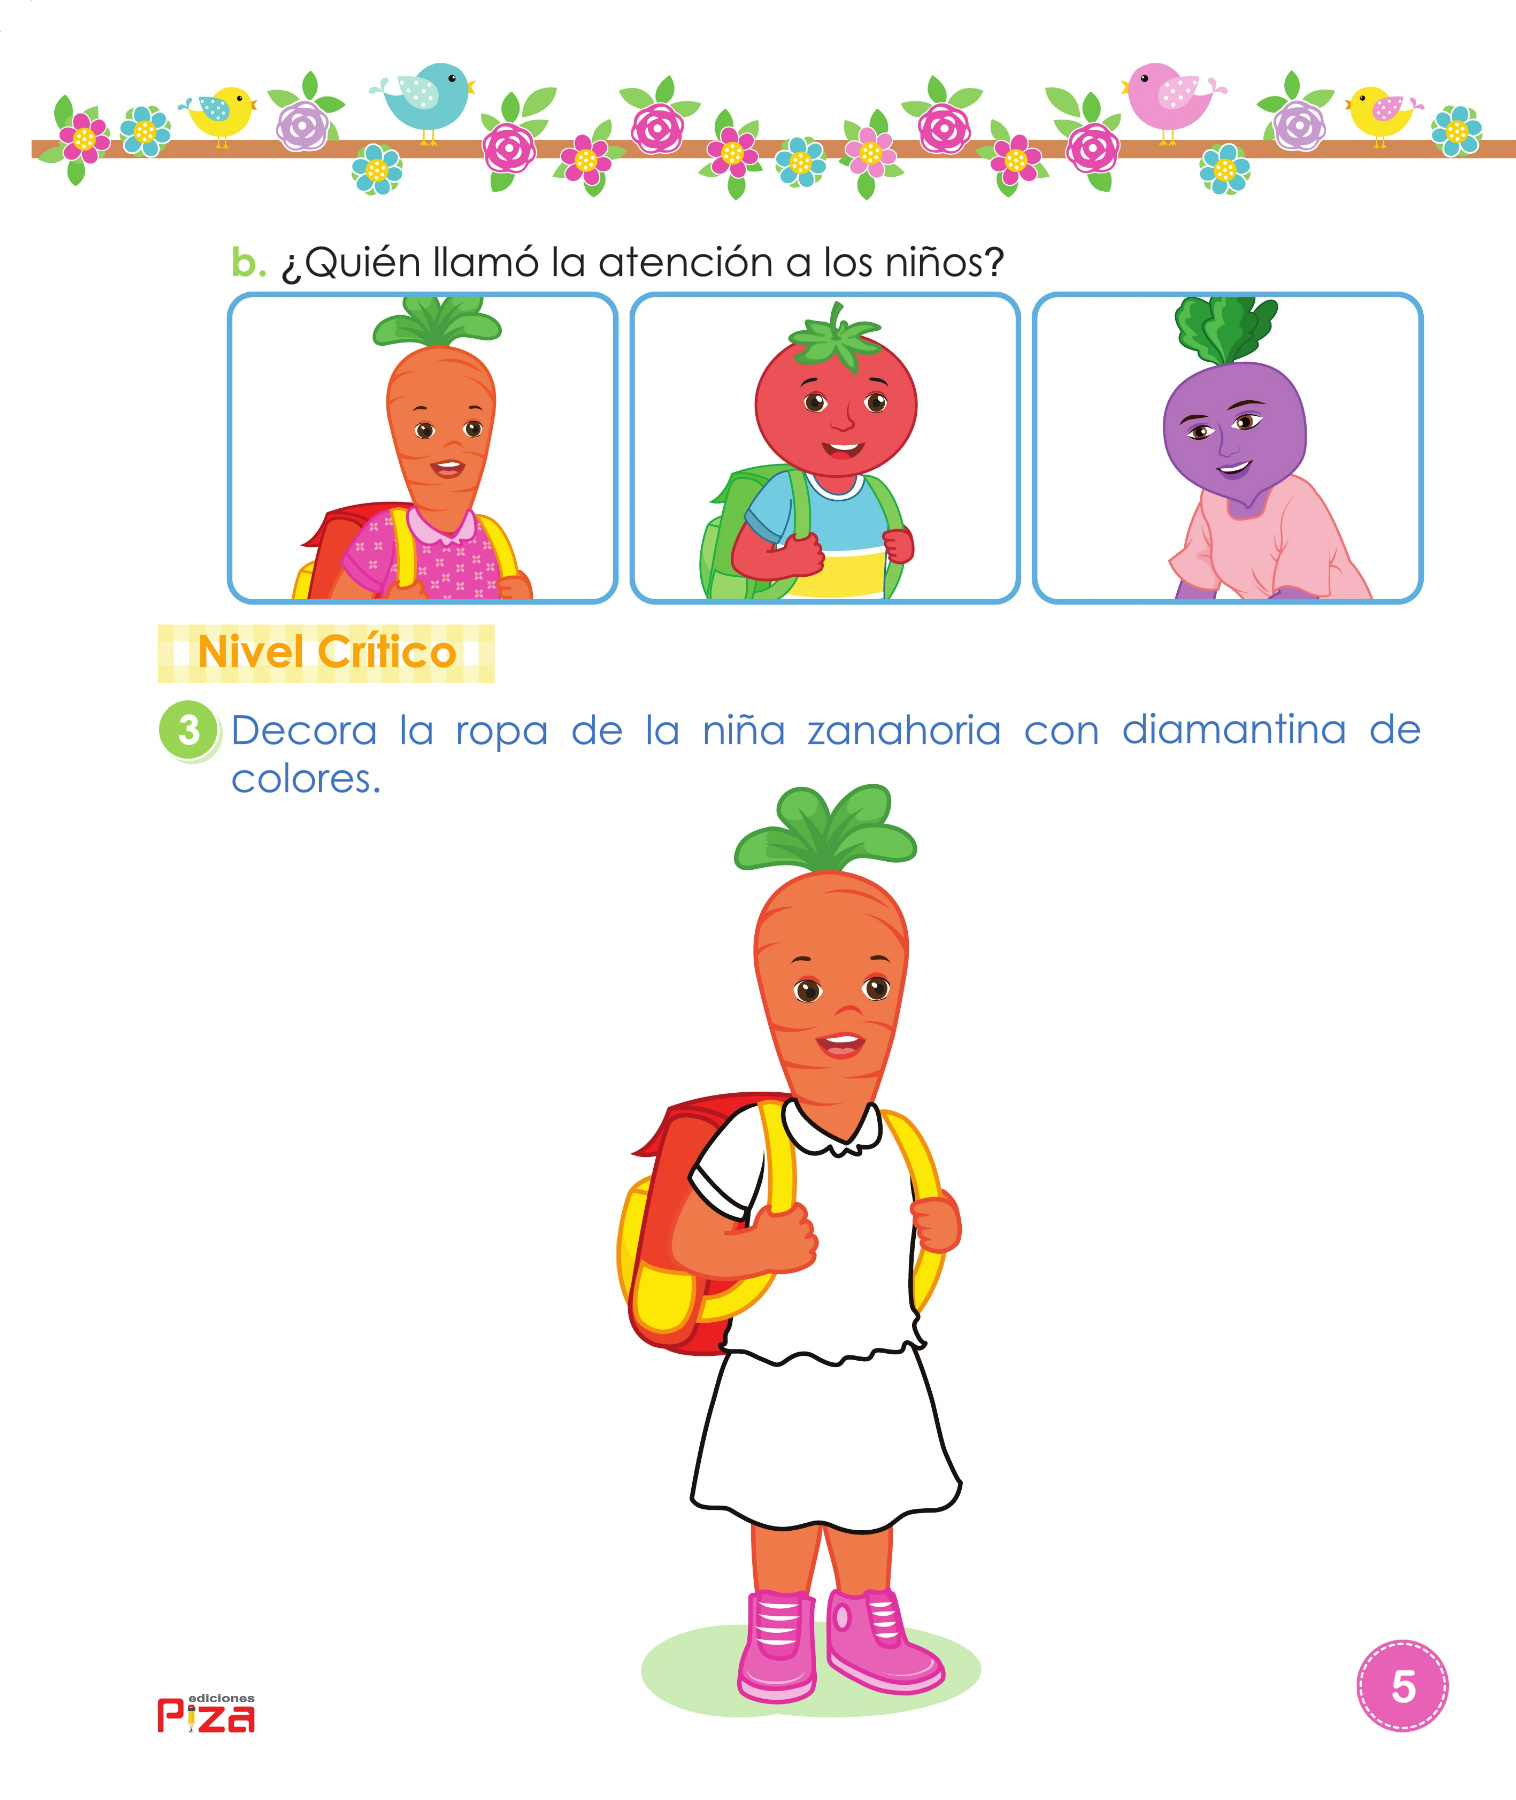 b. ¿Quién llamó la atención a los niños?
Nivel Crítico
3 Decora la ropa de la niña zanahoria con diamantina de
colores.
ediciones
Piza
5